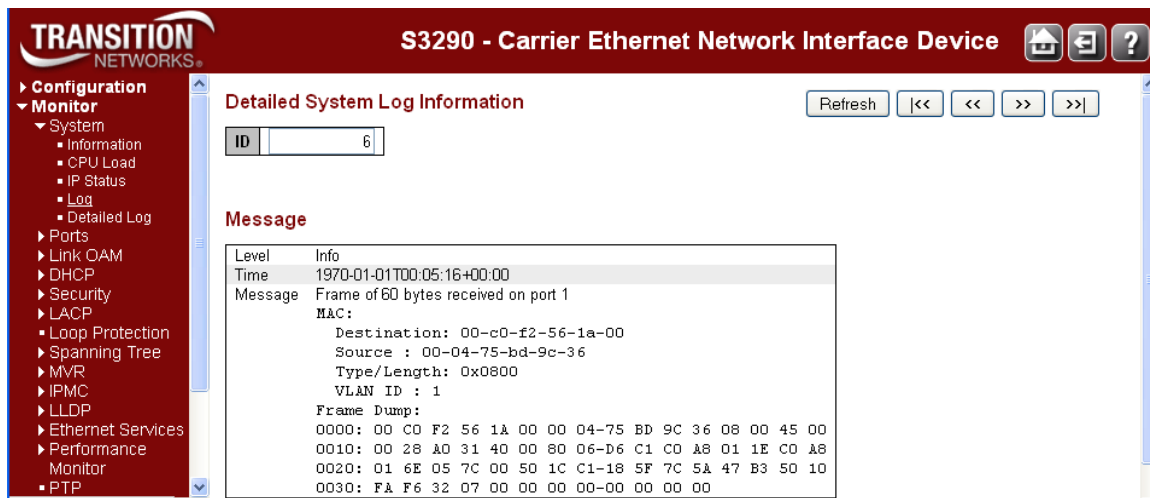 TRANSITION
NETWORKS®
S3290 - Carrier Ethernet Network Interface Device
?
Configuration
Monitor
System
Information
CPU Load
IP Status
Log
Detailed Log
Ports
Link OAM
DHCP
Security
LACP
Loop Protection
Spanning Tree
MVR
IPMC
LLDP
Ethernet Services
Performance
Monitor
PTP
Detailed System Log Information
Refresh |<< << >> >>|
ID 6
Message
Level Info
Time 1970-01-01T00:05:16+00:00
Message Frame of 60 bytes received on port 1
MAC:
Destination: 00-c0-f2-56-1a-00
Source : 00-04-75-bd-9c-36
Type/Length: 0x0800
VLAN ID : 1
Frame Dump:
0000: 00 C0 F2 56 1A 00 00 04-75 BD 9C 36 08 00 45 00
0010: 00 28 A0 31 40 00 80 06-D6 C1 C0 A8 01 1E C0 A8
0020: 01 6E 05 7C 00 50 1C C1-18 5F 7C 5A 47 B3 50 10
0030: FA F6 32 07 00 00 00 00-00 00 00 00